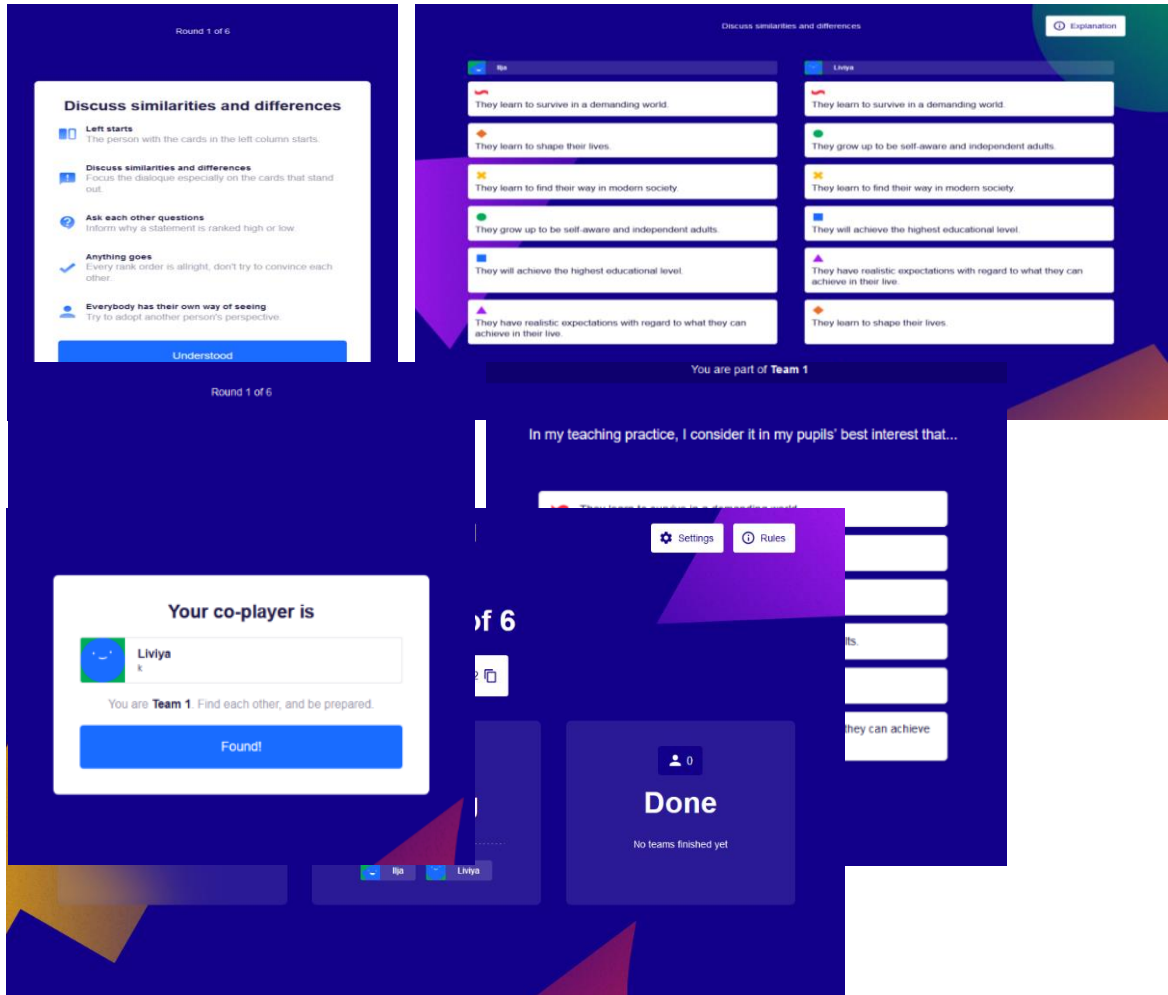 Round 1 of 6
Discuss similarities and differences
Left starts
The person with the cards in the left column starts.
Discuss similarities and differences
Focus the dialogue especially on the cards that stand
out.
Ask each other questions
Inform why a statement is ranked high or low.
Anything goes
Every rank order is allright, don't try to convince each
other.
Everybody has their own way of seeing
Try to adopt another person's perspective.
Understood
Discuss similarities and differences
Explanation
Ilja
They learn to survive in a demanding world.
They learn to shape their lives.
They learn to find their way in modern society.
They grow up to be self-aware and independent adults.
They will achieve the highest educational level.
They have realistic expectations with regard to what they can
achieve in their live.
Liviya
They learn to survive in a demanding world.
They grow up to be self-aware and independent adults.
They learn to find their way in modern society.
They will achieve the highest educational level.
They have realistic expectations with regard to what they can
achieve in their live.
They learn to shape their lives.
You are part of Team 1
In my teaching practice, I consider it in my pupils' best interest that...
They learn to survive in a demanding world.
lts.
they can achieve
Round 1 of 6
Your co-player is
Liviya
k
You are Team 1. Find each other, and be prepared.
Found!
Settings
Rules
of 6
2
0
Done
No teams finished yet
Ilja
Liviya